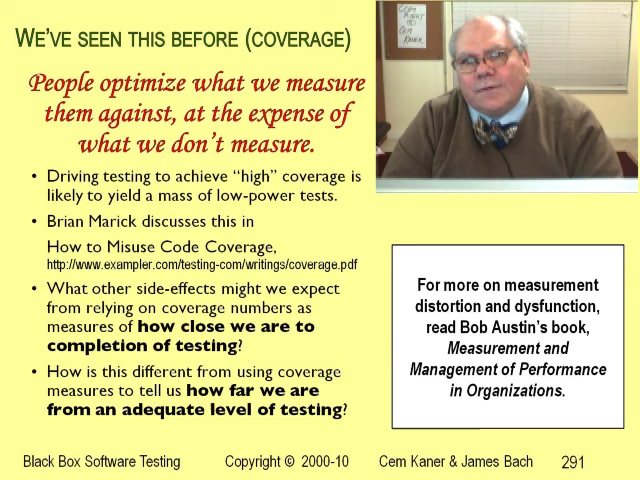 WE'VE SEEN THIS BEFORE (COVERAGE)
People optimize what we measure
them against, at the expense of
what we don't measure.
• Driving testing to achieve "high" coverage is
likely to yield a mass of low-power tests.
• Brian Marick discusses this in
How to Misuse Code Coverage,
http://www.exampler.com/testing-com/writings/coverage.pdf
• What other side-effects might we expect
from relying on coverage numbers as
measures of how close we are to
completion of testing?
• How is this different from using coverage
measures to tell us how far we are
from an adequate level of testing?
For more on measurement
distortion and dysfunction,
read Bob Austin's book,
Measurement and
Management of Performance
in Organizations.
Black Box Software Testing Copyright © 2000-10 Cem Kaner & James Bach 291